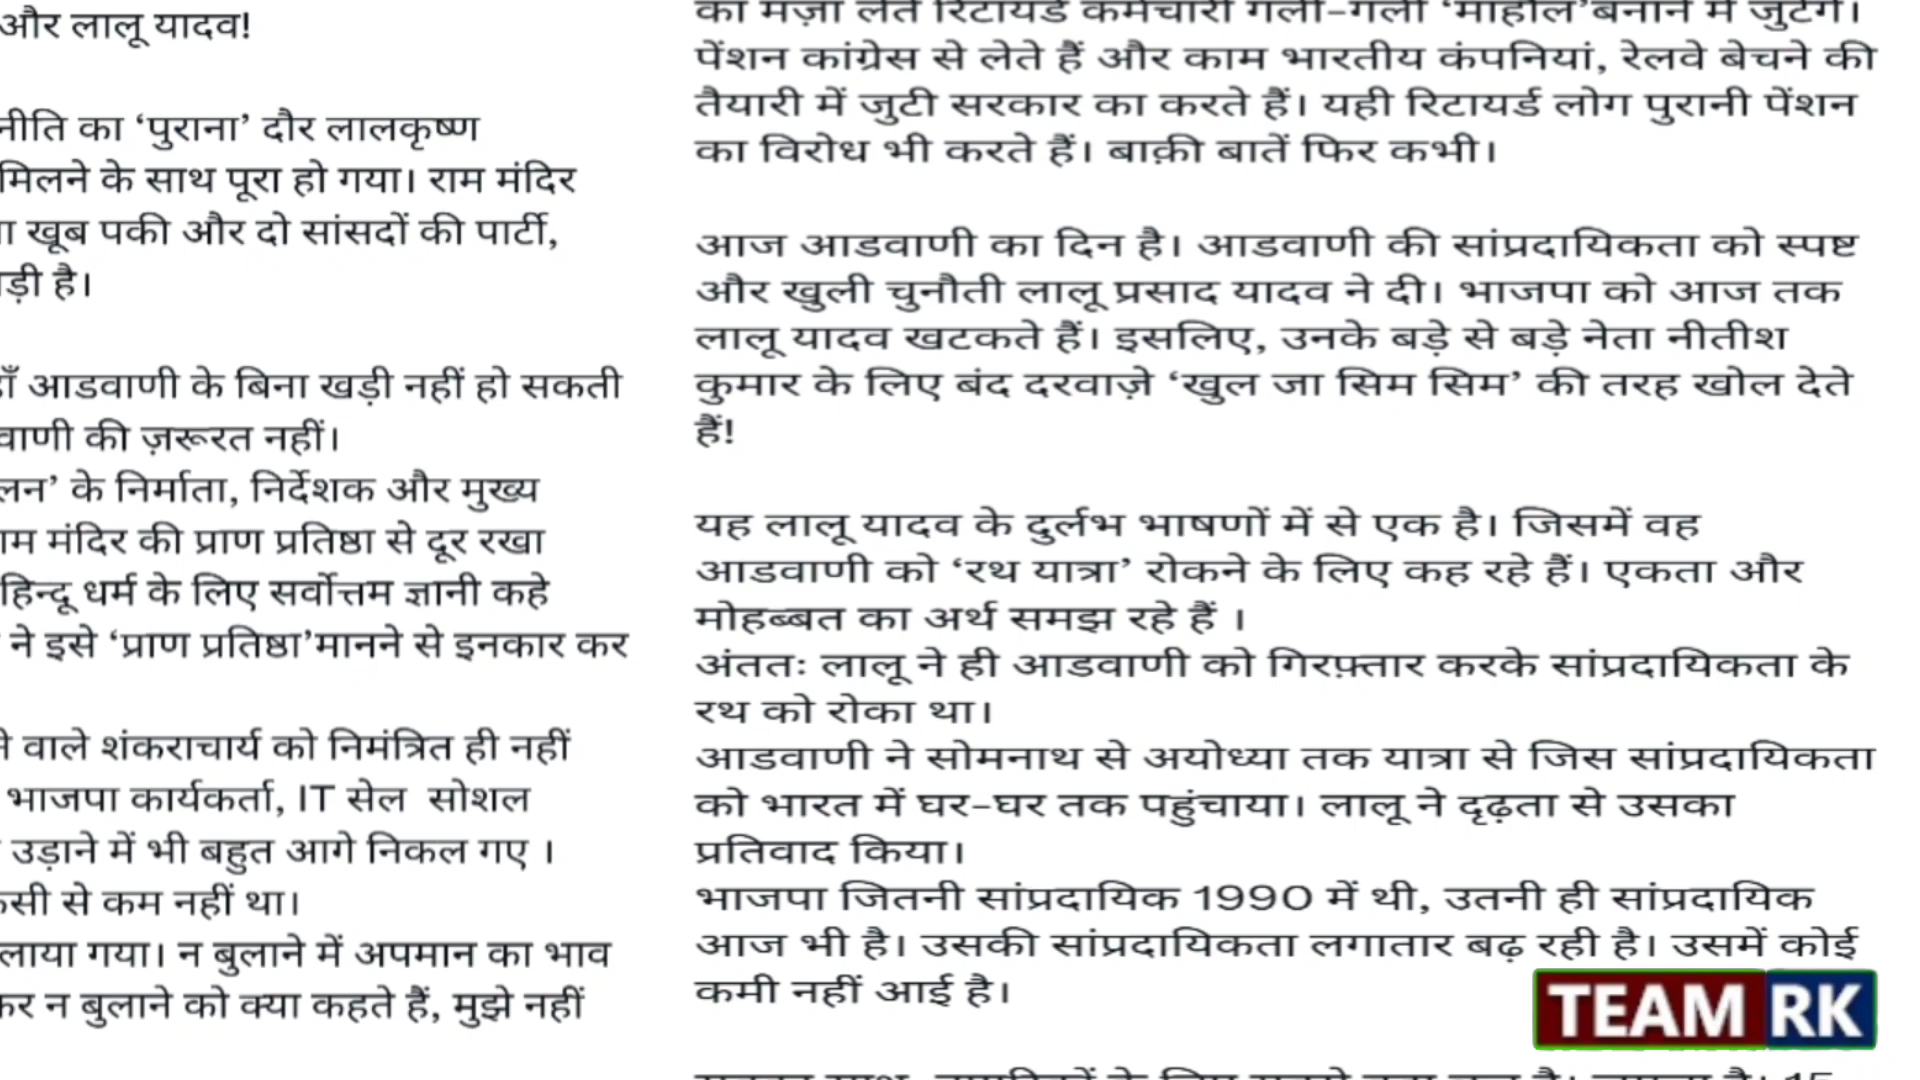 और लालू यादव!
का 'पुराना' दौर लालकृष्ण
मिलने के साथ पूरा हो गया। राम मंदिर
खूब पकी और दो सांसदों की पार्टी,
है।
आडवाणी के बिना खड़ी नहीं हो सकती
की ज़रूरत नहीं।
के निर्माता, निर्देशक और मुख्य
मंदिर की प्राण प्रतिष्ठा से दूर रखा
हिन्दू धर्म के लिए सर्वोत्तम ज्ञानी कहे
ने इसे 'प्राण प्रतिष्ठा'मानने से इनकार कर
वाले शंकराचार्य को निमंत्रित ही नहीं
भाजपा कार्यकर्ता, IT सेल सोशल
उड़ाने में भी बहुत आगे निकल गए ।
से कम नहीं था।
गया। न बुलाने में अपमान का भाव
न बुलाने को क्या कहते हैं, मुझे नहीं
का मज़ा लेते रिटायर्ड कर्मचारी गली-गली 'माहौल'बनाने में जुटेंगे।
पेंशन कांग्रेस से लेते हैं और काम भारतीय कंपनियां, रेलवे बेचने की
तैयारी में जुटी सरकार का करते हैं। यही रिटायर्ड लोग पुरानी पेंशन
का विरोध भी करते हैं। बाक़ी बातें फिर कभी।
आज आडवाणी का दिन है। आडवाणी की सांप्रदायिकता को स्पष्ट
और खुली चुनौती लालू प्रसाद यादव ने दी। भाजपा को आज तक
लालू यादव खटकते हैं। इसलिए, उनके बड़े से बड़े नेता नीतीश
कुमार के लिए बंद दरवाज़े 'खुल जा सिम सिम' की तरह खोल देते
हैं!
यह लालू यादव के दुर्लभ भाषणों में से एक है। जिसमें वह
आडवाणी को 'रथ यात्रा' रोकने के लिए कह रहे हैं। एकता और
मोहब्बत का अर्थ समझ रहे हैं ।
अंततः लालू ने ही आडवाणी को गिरफ़्तार करके सांप्रदायिकता के
रथ को रोका था।
आडवाणी ने सोमनाथ से अयोध्या तक यात्रा से जिस सांप्रदायिकता
को भारत में घर-घर तक पहुंचाया। लालू ने दृढ़ता से उसका
प्रतिवाद किया।
भाजपा जितनी सांप्रदायिक 1990 में थी, उतनी ही सांप्रदायिक
आज भी है। उसकी सांप्रदायिकता लगातार बढ़ रही है। उसमें कोई
कमी नहीं आई है।
TEAM RK